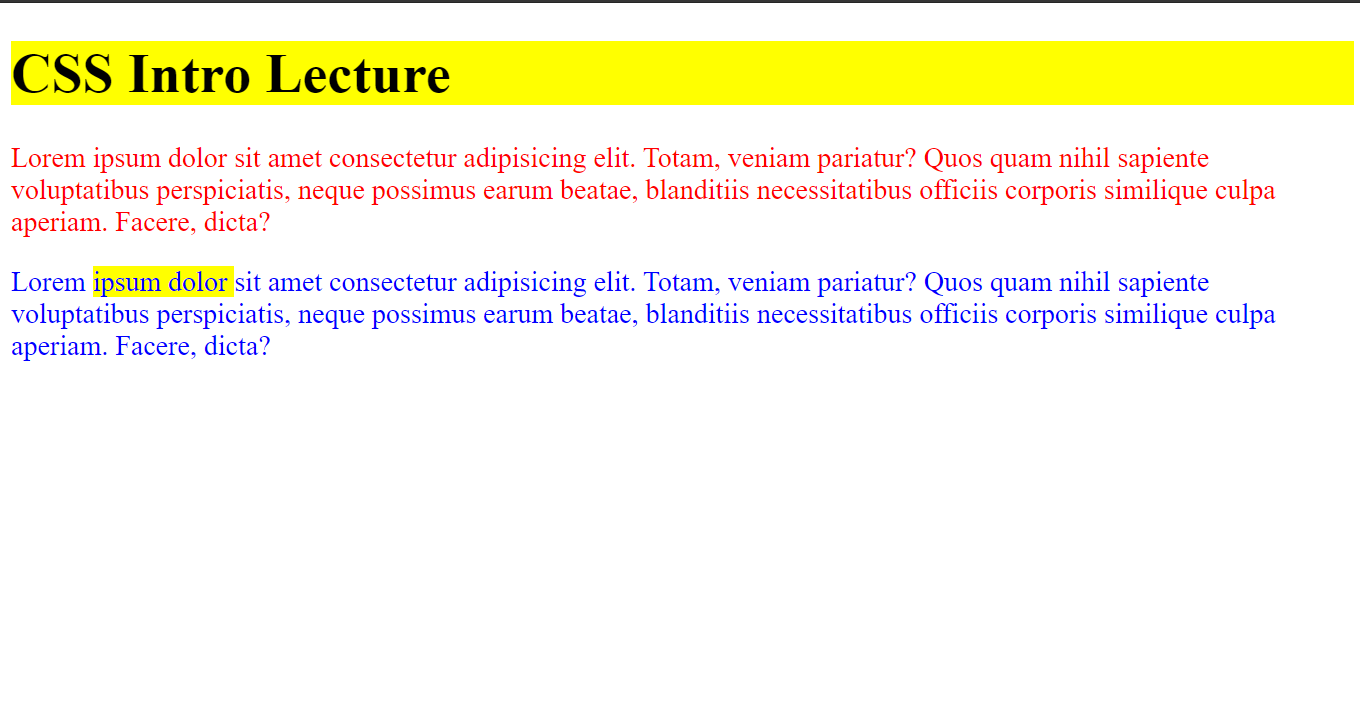 CSS Intro Lecture
Lorem ipsum dolor sit amet consectetur adipisicing elit. Totam, veniam pariatur? Quos quam nihil sapiente
voluptatibus perspiciatis, neque possimus earum beatae, blanditiis necessitatibus officiis corporis similique culpa
aperiam. Facere, dicta?
Lorem ipsum dolor sit amet consectetur adipisicing elit. Totam, veniam pariatur? Quos quam nihil sapiente
voluptatibus perspiciatis, neque possimus earum beatae, blanditiis necessitatibus officiis corporis similique culpa
aperiam. Facere, dicta?